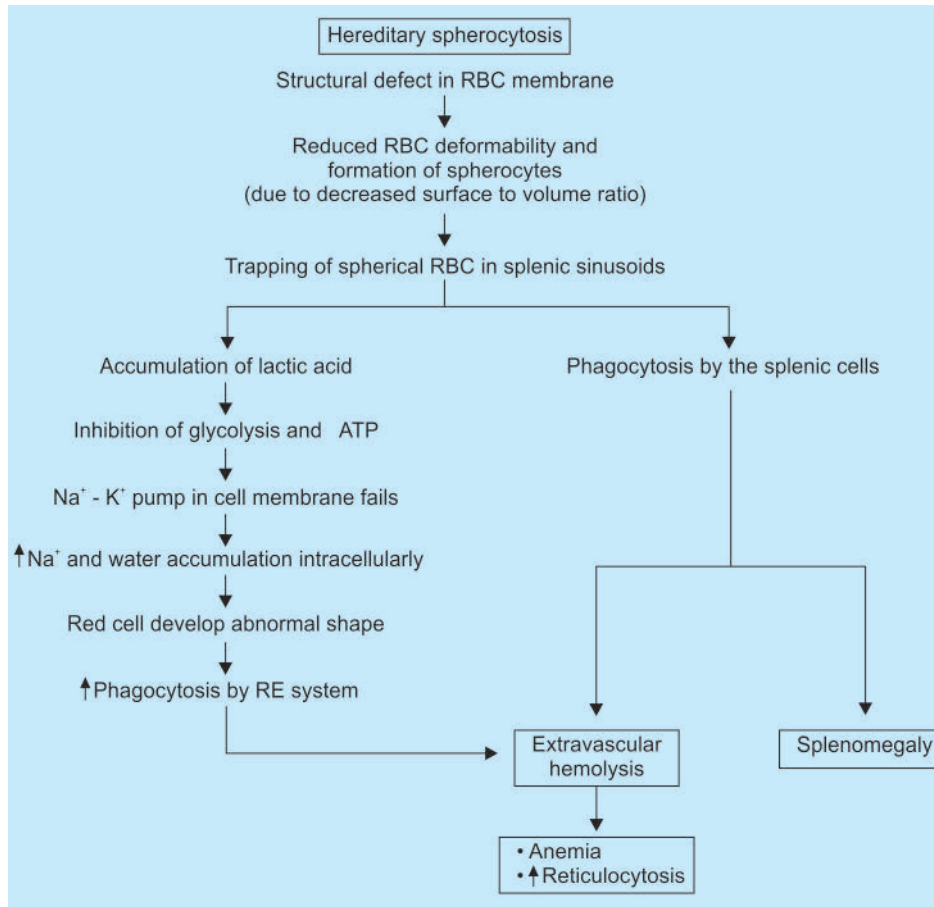 Hereditary spherocytosis
Structural defect in RBC membrane
Reduced RBC deformability and
formation of spherocytes
(due to decreased surface to volume ratio)
Trapping of spherical RBC in splenic sinusoids
Accumulation of lactic acid
Phagocytosis by the splenic cells
Inhibition of glycolysis and ATP
Na⁺ - K⁺ pump in cell membrane fails
↑Na⁺ and water accumulation intracellularly
Red cell develop abnormal shape
↑Phagocytosis by RE system
Extravascular
hemolysis
Splenomegaly
• Anemia
• ↑Reticulocytosis